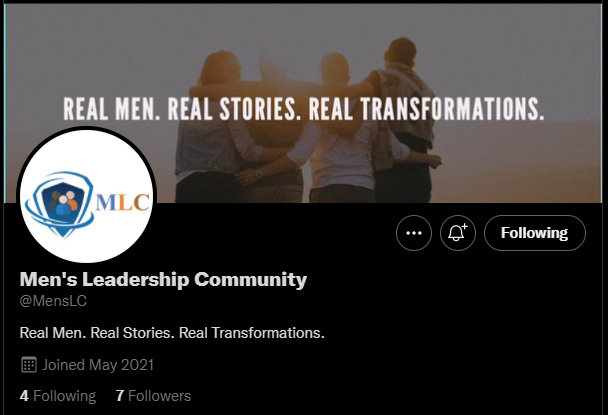 REAL MEN. REAL STORIES. REAL TRANSFORMATIONS.
MLC
Following
Men's Leadership Community
@MensLC
Real Men. Real Stories. Real Transformations.
Joined May 2021
4 Following 7 Followers